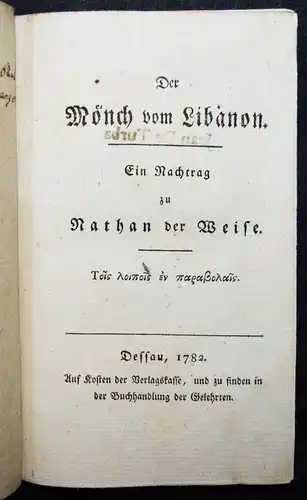 Der
Mönch vom Libanon.
Ein Nachtrag
zu
Nathan der Weise.
Τοῖς λοιποῖς ἐν παραβολαῖς.
Dessau, 1782.
Auf Kosten der Verlagskasse, und zu finden in
der Buchhandlung der Gelehrten.